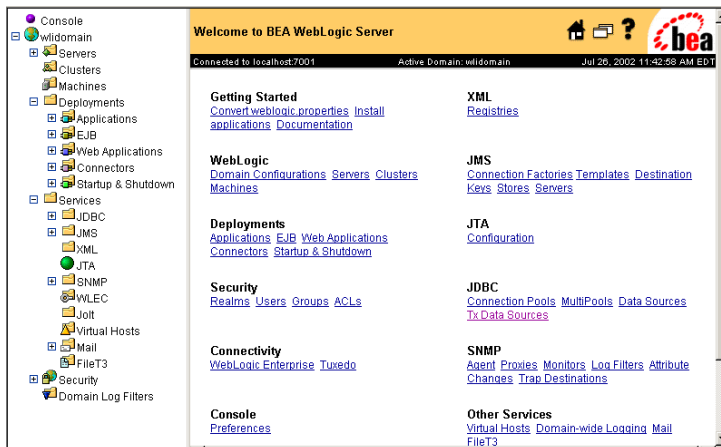 Console
wlidomain
Servers
Clusters
Machines
Deployments
Applications
EJB
Web Applications
Connectors
Startup & Shutdown
Services
JDBC
JMS
XML
JTA
SNMP
WLEC
Jolt
Virtual Hosts
Mail
FileT3
Security
Domain Log Filters
Welcome to BEA WebLogic Server
?
bea
Connected to localhost:7001 Active Domain: wlidomain Jul 26, 2002 11:42:58 AM EDT
Getting Started
Convert weblogic.properties Install
applications Documentation
WebLogic
Domain Configurations Servers Clusters
Machines
Deployments
Applications EJB Web Applications
Connectors Startup & Shutdown
Security
Realms Users Groups ACLs
Connectivity
WebLogic Enterprise Tuxedo
Console
Preferences
XML
Registries
JMS
Connection Factories Templates Destination
Keys Stores Servers
JTA
Configuration
JDBC
Connection Pools MultiPools Data Sources
Tx Data Sources
SNMP
Agent Proxies Monitors Log Filters Attribute
Changes Trap Destinations
Other Services
Virtual Hosts Domain-wide Logging Mail
FileT3